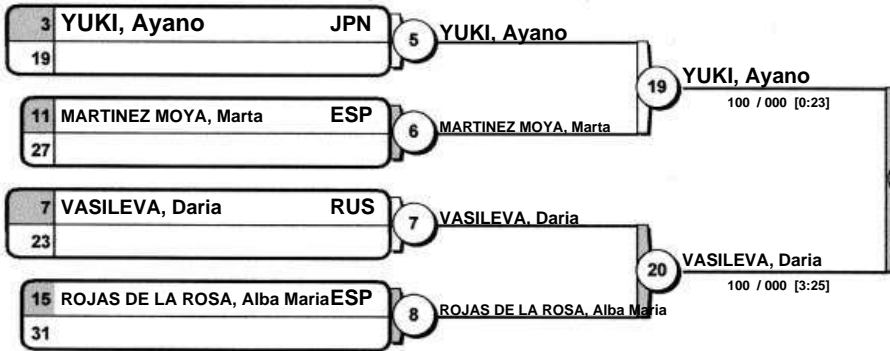 3 YUKI, Ayano JPN
19
5 YUKI, Ayano
11 MARTINEZ MOYA, Marta ESP
27
6 MARTINEZ MOYA, Marta
19 YUKI, Ayano
100 / 000 [0:23]
7 VASILEVA, Daria RUS
23
7 VASILEVA, Daria
15 ROJAS DE LA ROSA, Alba Maria ESP
31
8 ROJAS DE LA ROSA, Alba Maria
20 VASILEVA, Daria
100 / 000 [3:25]